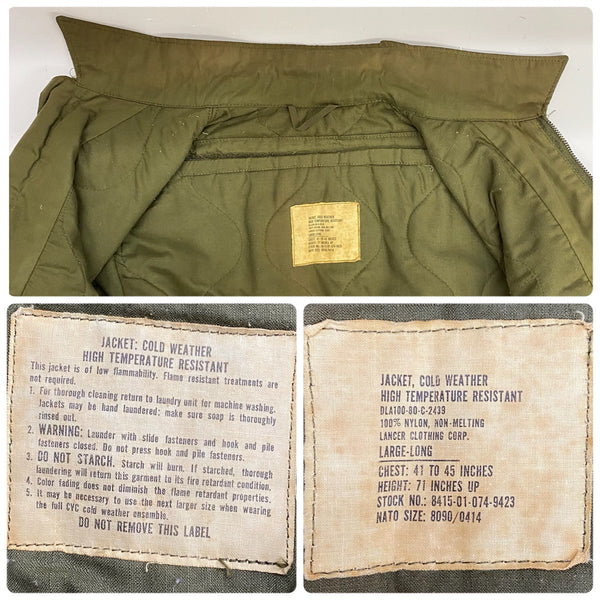 JACKET: COLD WEATHER
HIGH TEMPERATURE RESISTANT
This jacket is of low flammability. Flame resistant treatments are
not required.
1. For thorough cleaning return to laundry unit for machine washing.
Jackets may be hand laundered; make sure soap is thoroughly
rinsed out.
2. WARNING: Launder with slide fasteners and hook and pile
fasteners closed. Do not press hook and pile fasteners.
3. DO NOT STARCH. Starch will burn. If starched, thorough
laundering will return this garment to its fire retardant condition.
4. Color fading does not diminish the flame retardant properties.
5. It may be necessary to use the next larger size when wearing
the full CVC cold weather ensemble.
DO NOT REMOVE THIS LABEL
JACKET, COLD WEATHER
HIGH TEMPERATURE RESISTANT
DLA100-80-C-2439
100% NYLON, NON-MELTING
LANCER CLOTHING CORP.
LARGE-LONG
CHEST: 41 TO 45 INCHES
HEIGHT: 71 INCHES UP
STOCK NO.: 8415-01-074-9423
NATO SIZE: 8090/0414